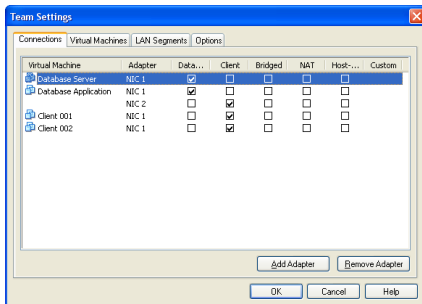 Team Settings
Connections Virtual Machines LAN Segments Options
Virtual Machine Adapter Data... Client Bridged NAT Host-... Custom
Database Server NIC 1
Database Application NIC 1
NIC 2
Client 001 NIC 1
Client 002 NIC 1
Add Adapter Remove Adapter
OK Cancel Help